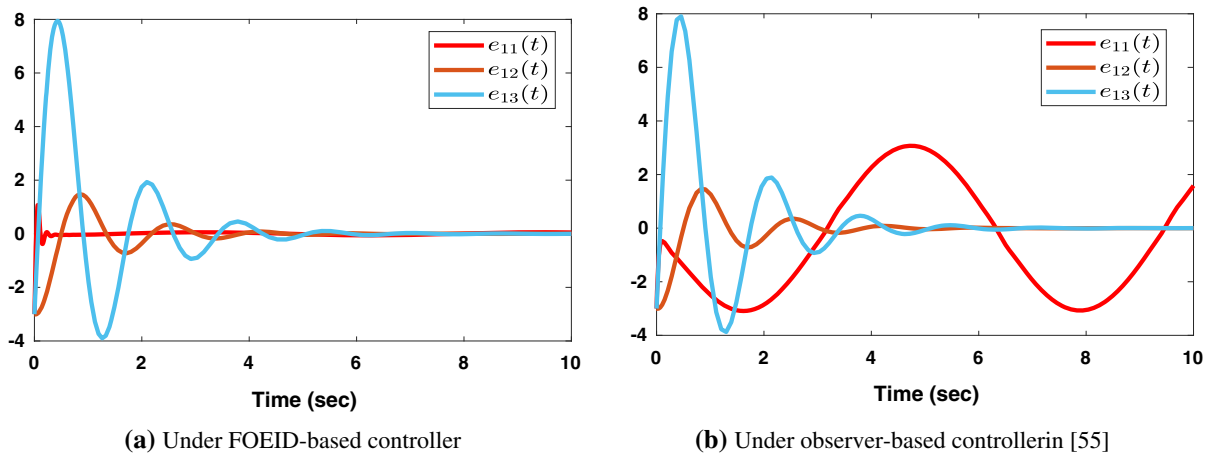 8
6
4
2
0
-2
-4
0 2 4 6 8 10
Time (sec)
e₁₁(t)
e₁₂(t)
e₁₃(t)
(a) Under FOEID-based controller
8
6
4
2
0
-2
-4
0 2 4 6 8 10
Time (sec)
e₁₁(t)
e₁₂(t)
e₁₃(t)
(b) Under observer-based controllerin [55]